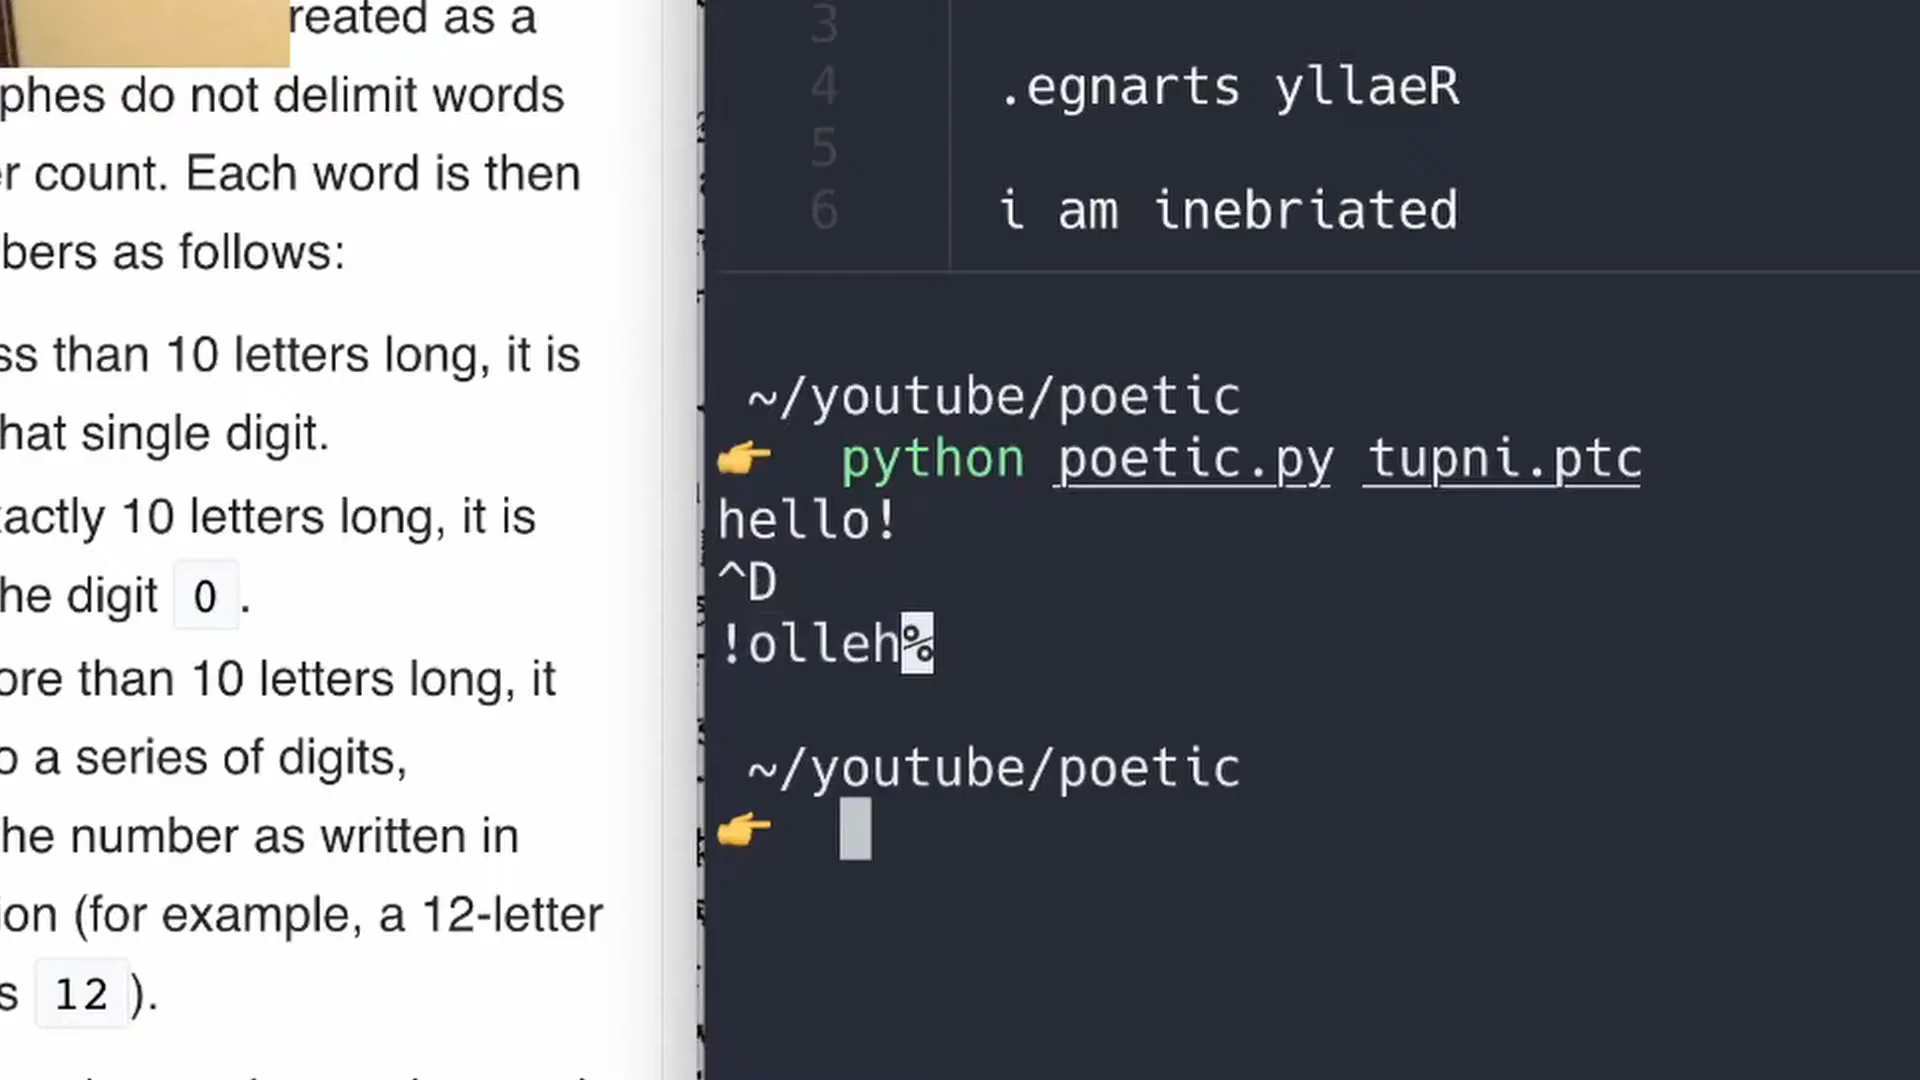 reated as a
phes do not delimit words
r count. Each word is then
bers as follows:
ss than 10 letters long, it is
hat single digit.
actly 10 letters long, it is
he digit 0.
ore than 10 letters long, it
o a series of digits,
he number as written in
ion (for example, a 12-letter
s 12).
3
4 .egnarts yllaeR
5
6 i am inebriated
~/youtube/poetic
python poetic.py tupni.ptc
hello!
^D
!olleh%
~/youtube/poetic